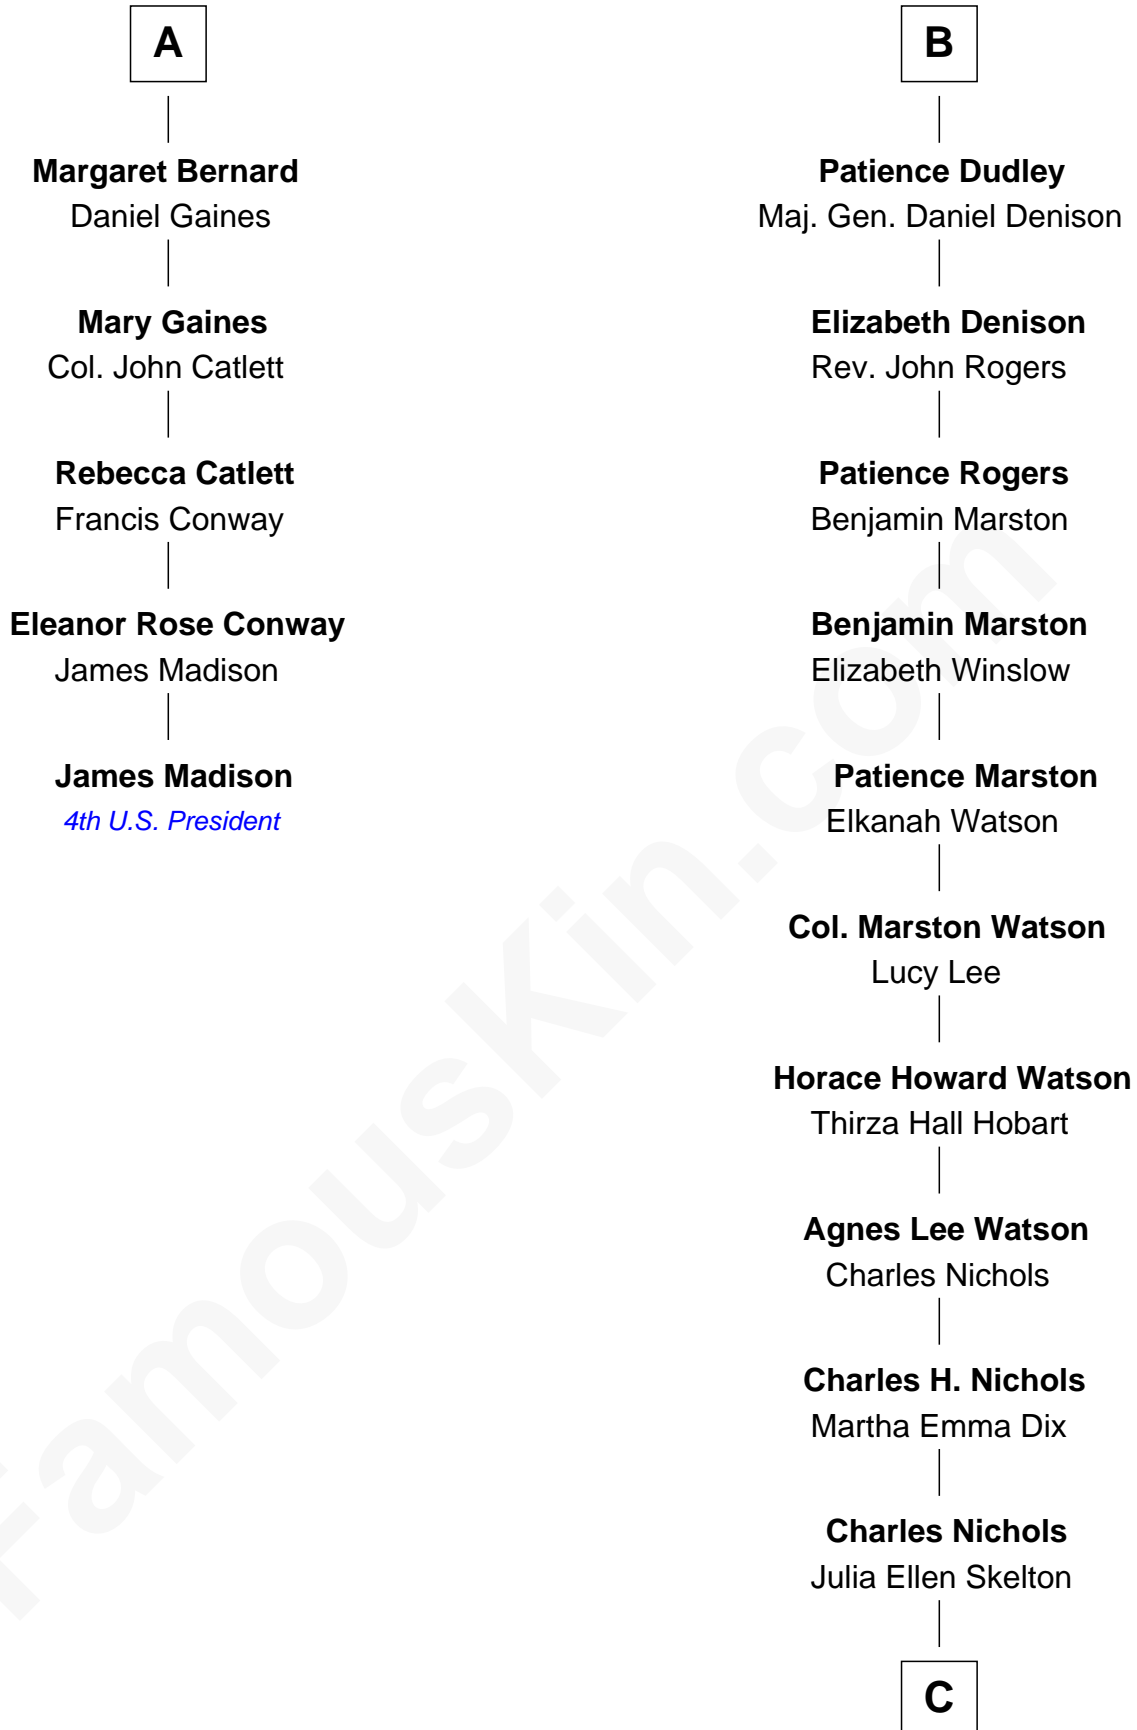 A
Margaret Bernard
Daniel Gaines
Mary Gaines
Col. John Catlett
Rebecca Catlett
Francis Conway
Eleanor Rose Conway
James Madison
James Madison
4th U.S. President
B
Patience Dudley
Maj. Gen. Daniel Denison
Elizabeth Denison
Rev. John Rogers
Patience Rogers
Benjamin Marston
Benjamin Marston
Elizabeth Winslow
Patience Marston
Elkanah Watson
Col. Marston Watson
Lucy Lee
Horace Howard Watson
Thirza Hall Hobart
Agnes Lee Watson
Charles Nichols
Charles H. Nichols
Martha Emma Dix
Charles Nichols
Julia Ellen Skelton
C
FamousKin.com